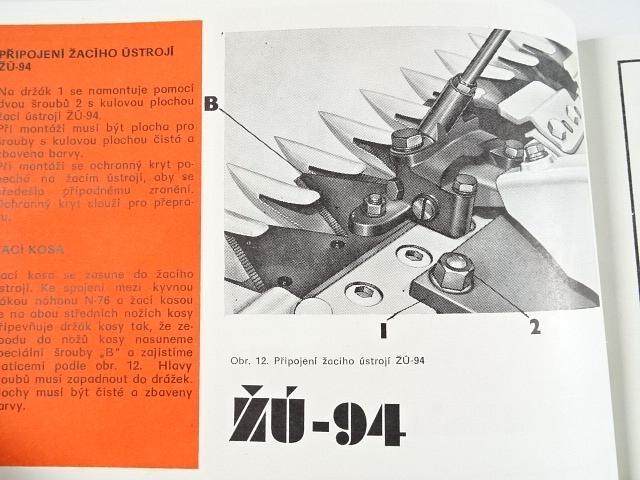 PŘIPOJENÍ ŽACÍHO ÚSTROJÍ
ŽÚ-94
Na držák 1 se namontuje pomocí
dvou šroubů 2 s kulovou plochou
žací ústrojí ŽÚ-94.
Při montáži musí být plocha pro
šrouby s kulovou plochou čistá a
zbavena barvy.
Při montáži se ochranný kryt po-
nechá na žacím ústrojí, aby se
předešlo případnému zranění.
Ochranný kryt slouží pro přepra-
vu.
ŽACÍ KOSA
Žací kosa se zasune do žacího
ústrojí. Ke spojení mezi kyvnou
pákou náhonu N-76 a žací kosou
se na obou středních nožích kosy
připevňuje držák kosy tak, že ze-
spodu do nožů kosy nasuneme
speciální šrouby „B" a zajistíme
maticemi podle obr. 12. Hlavy
šroubů musí zapadnout do drážek.
Plochy musí být čisté a zbaveny
barvy.
B
1
2
Obr. 12. Připojení žacího ústrojí ŽÚ-94
ŽÚ-94